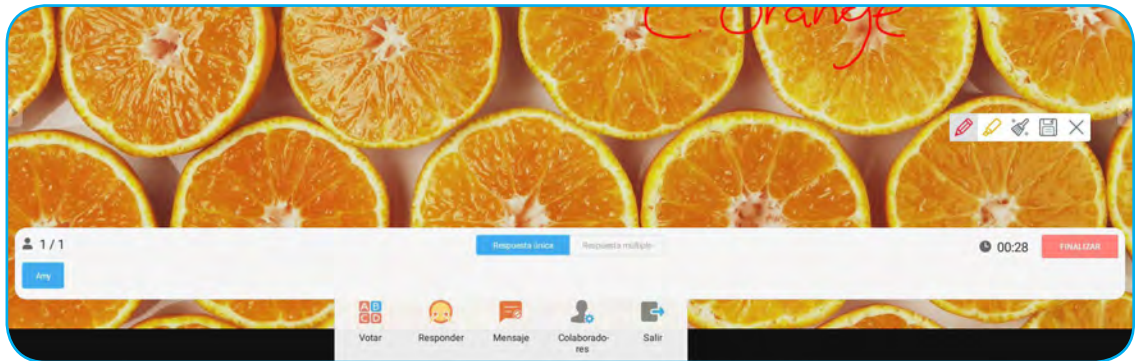 C. Orange
1 / 1
Respuesta única
Respuesta múltiple
00:28
FINALIZAR
Amy
A B
C D
Votar
Responder
Mensaje
Colaborado-
res
Salir